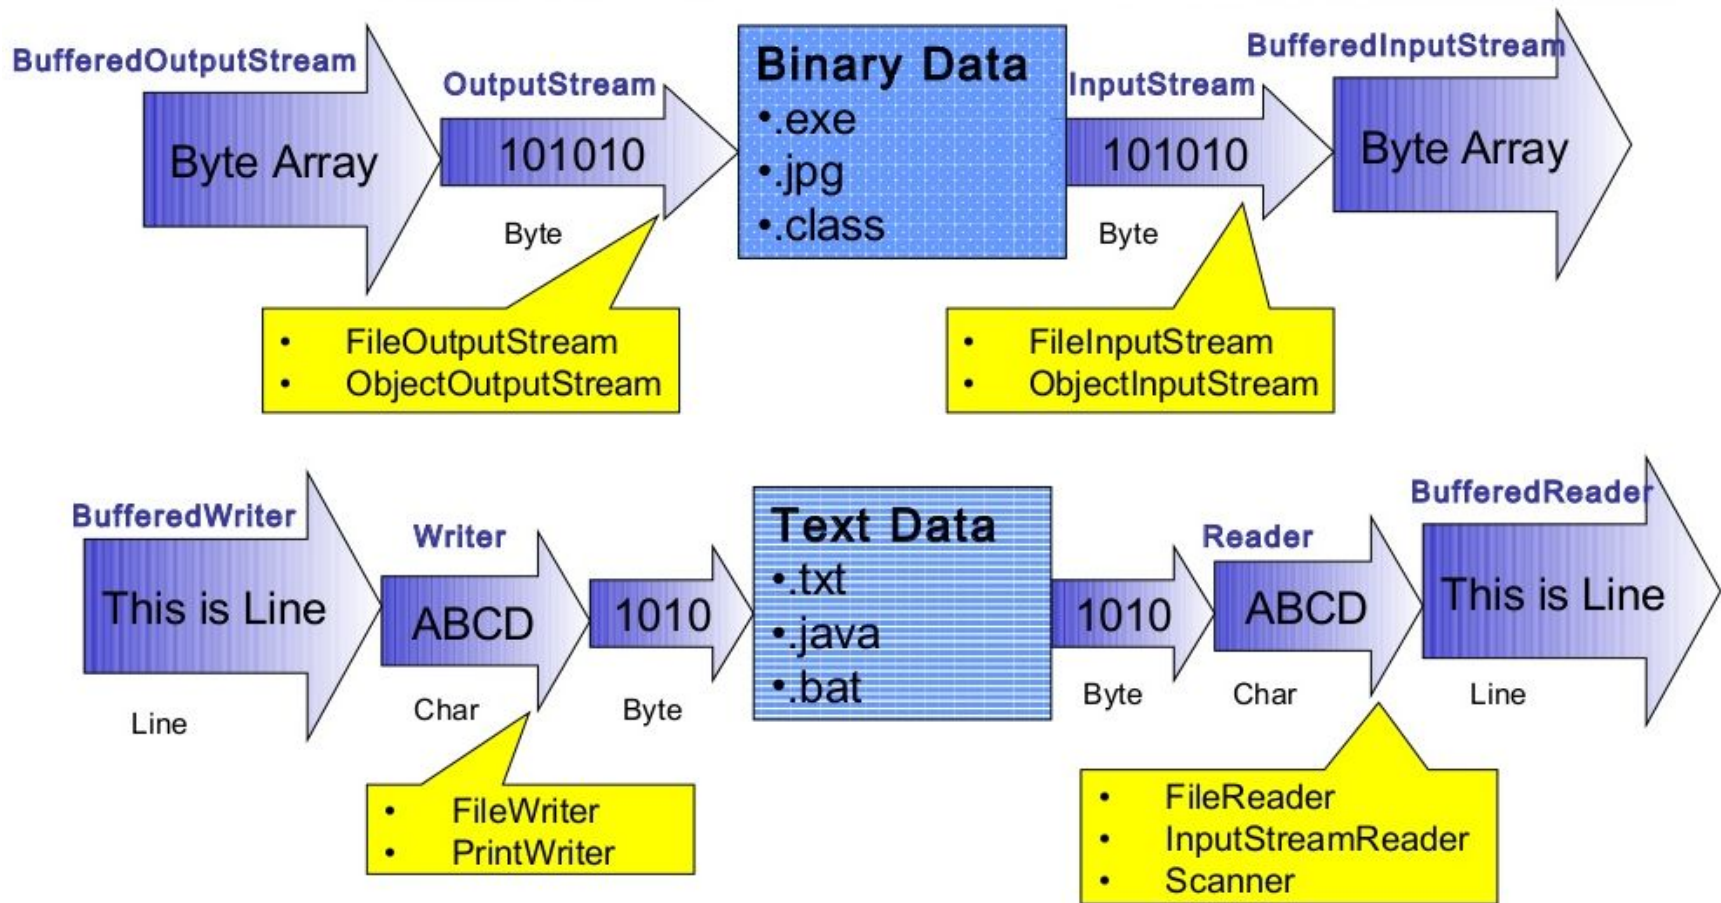 BufferedOutputStream
Byte Array
OutputStream
101010
Byte
• FileOutputStream
• ObjectOutputStream
Binary Data
•.exe
•.jpg
•.class
InputStream
101010
Byte
• FileInputStream
• ObjectInputStream
BufferedInputStream
Byte Array
BufferedWriter
This is Line
Line
Writer
ABCD
Char
• FileWriter
• PrintWriter
1010
Byte
Text Data
•.txt
•.java
•.bat
1010
Byte
Reader
ABCD
Char
• FileReader
• InputStreamReader
• Scanner
BufferedReader
This is Line
Line